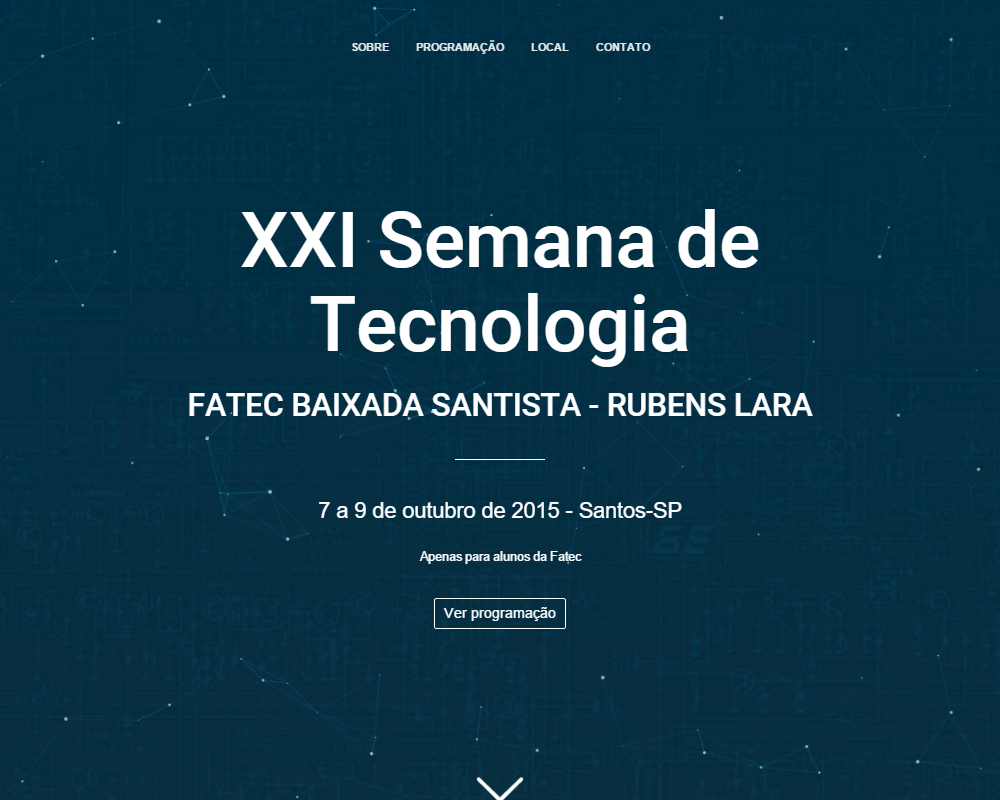 SOBRE PROGRAMAÇÃO LOCAL CONTATO
XXI Semana de
Tecnologia
FATEC BAIXADA SANTISTA - RUBENS LARA
7 a 9 de outubro de 2015 - Santos-SP
Apenas para alunos da Fatec
Ver programação